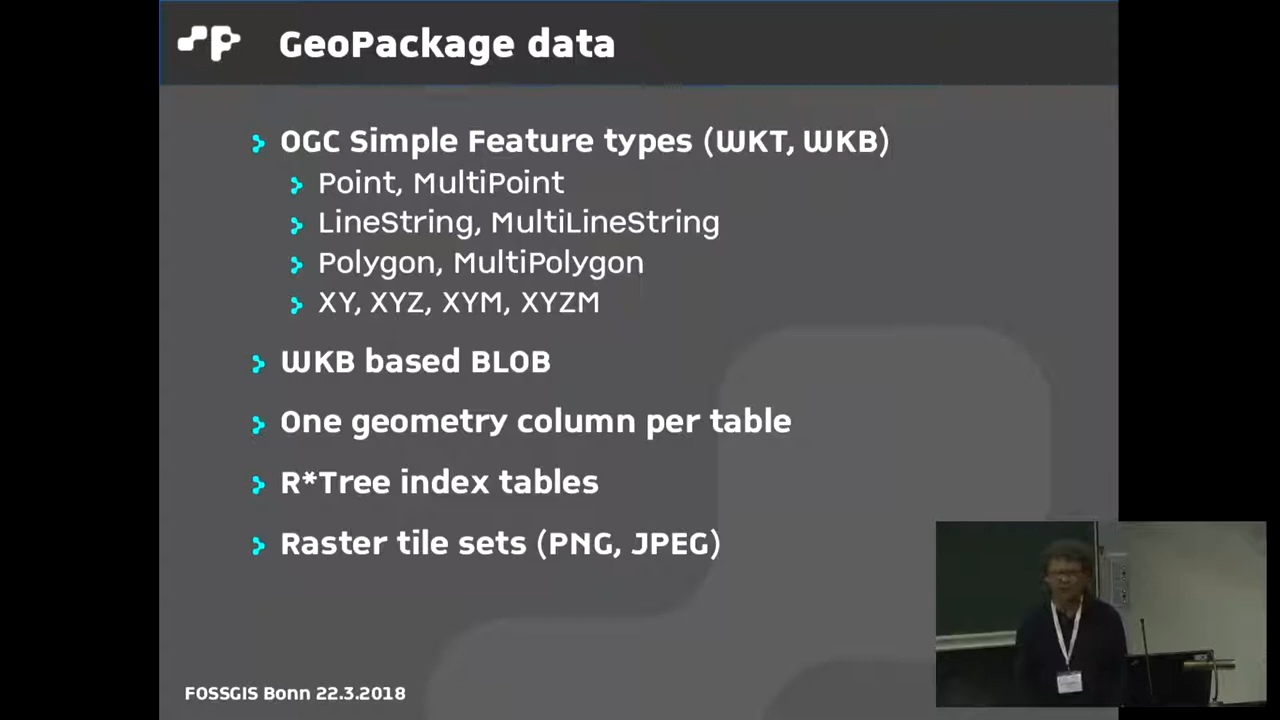 GeoPackage data
OGC Simple Feature types (WKT, WKB)
Point, MultiPoint
LineString, MultiLineString
Polygon, MultiPolygon
XY, XYZ, XYM, XYZM
WKB based BLOB
One geometry column per table
R*Tree index tables
Raster tile sets (PNG, JPEG)
FOSSGIS Bonn 22.3.2018